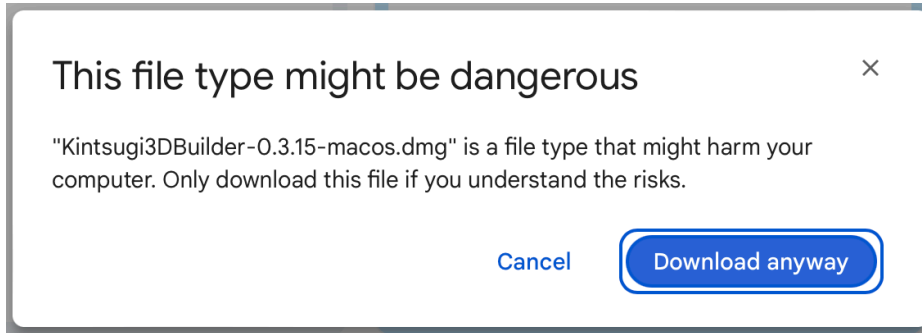 This file type might be dangerous
"Kintsugi3DBuilder-0.3.15-macos.dmg" is a file type that might harm your
computer. Only download this file if you understand the risks.
Cancel
Download anyway